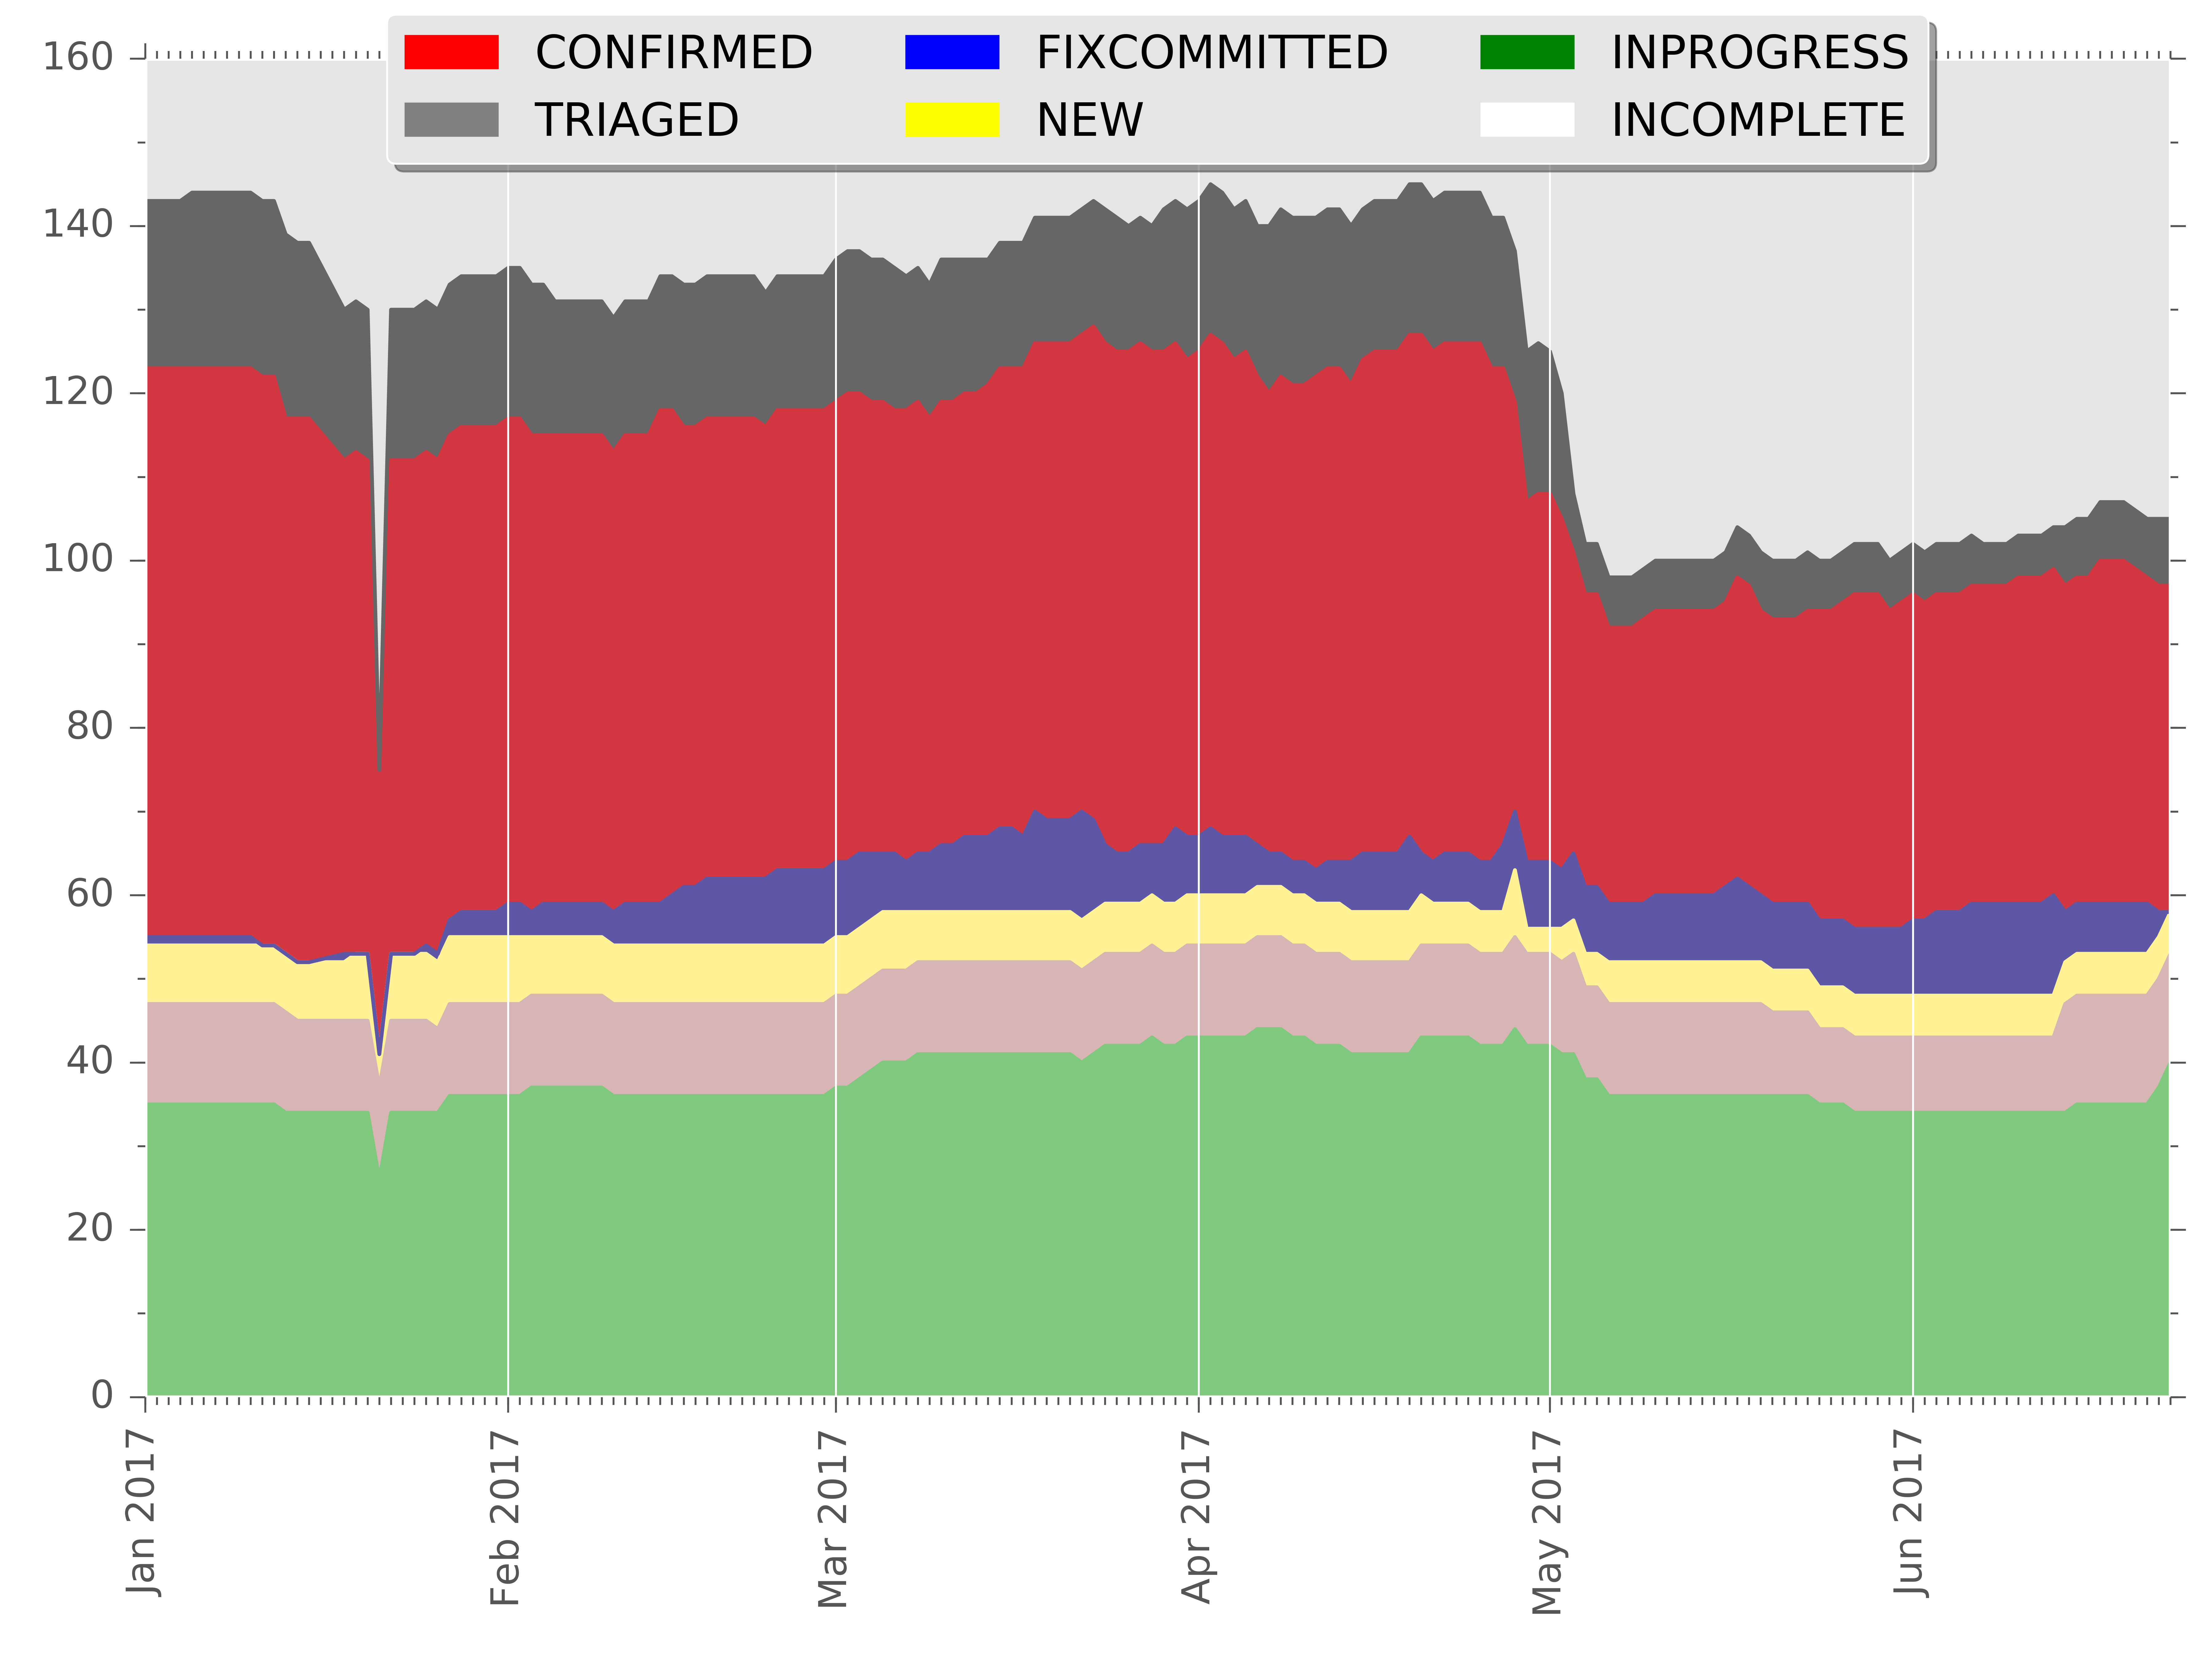 CONFIRMED FIXCOMMITTED INPROGRESS
TRIAGED NEW INCOMPLETE
160
140
120
100
80
60
40
20
0
Jan 2017
Feb 2017
Mar 2017
Apr 2017
May 2017
Jun 2017